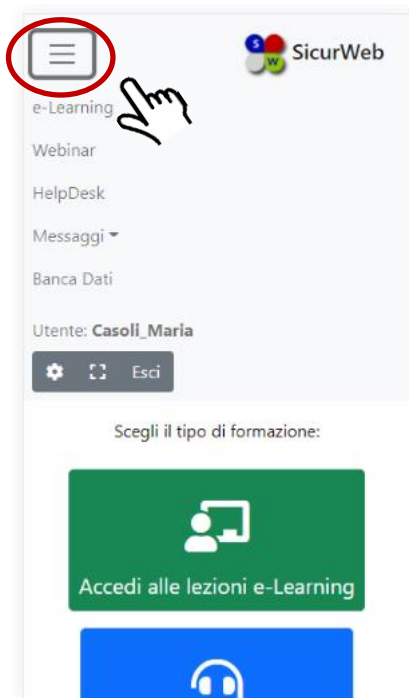 S
W
SicurWeb
e-Learning
Webinar
HelpDesk
Messaggi
Banca Dati
Utente: Casoli_Maria
Esci
Scegli il tipo di formazione:
Accedi alle lezioni e-Learning